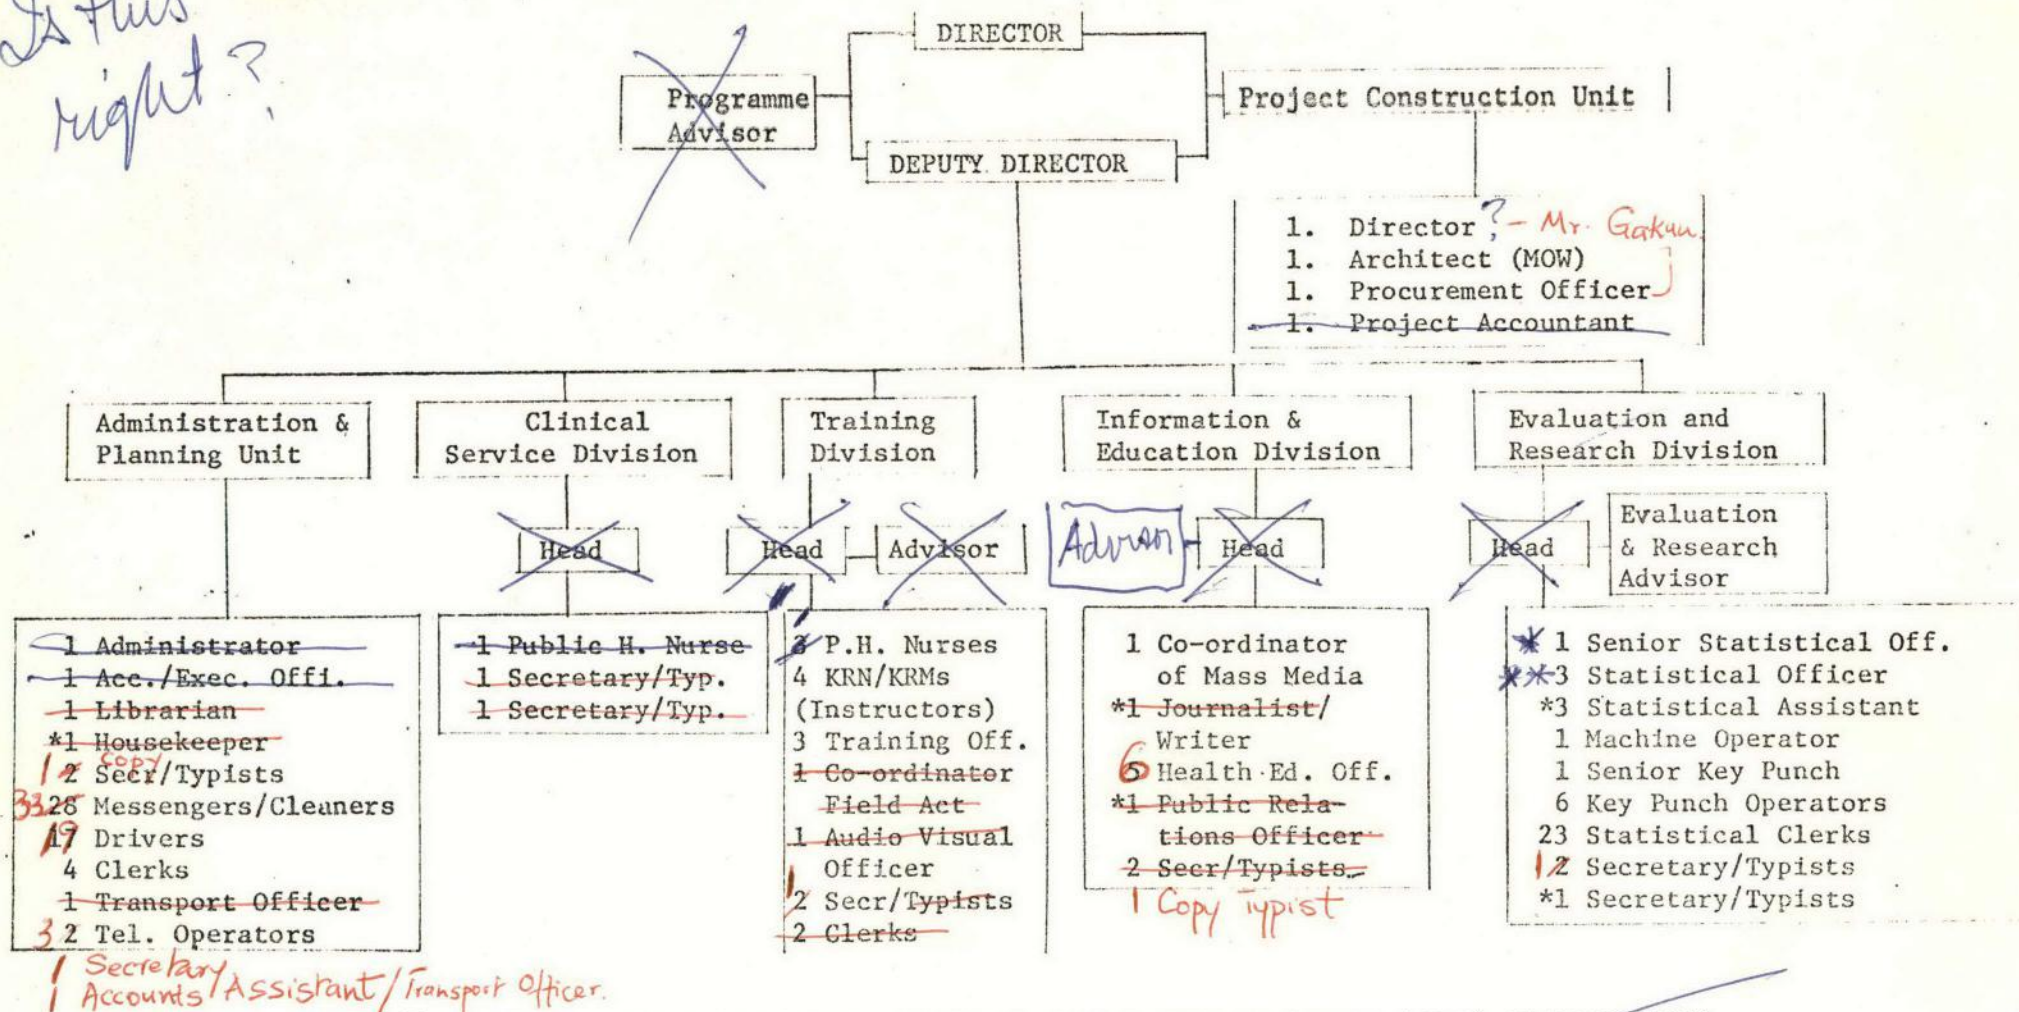 Is this
right?
DIRECTOR
Programme
Advisor
Project Construction Unit
DEPUTY DIRECTOR
1. Director ? - Mr. Gakuu
1. Architect (MOW)
1. Procurement Officer
1. Project Accountant
Administration &
Planning Unit
Clinical
Service Division
Training
Division
Information &
Education Division
Evaluation and
Research Division
Head
Head
Advisor
Advisor
Head
Head
Evaluation
& Research
Advisor
1 Administrator
1 Acc./Exec. Offi.
1 Librarian
*1 Housekeeper
copy
1 2 Secr/Typists
33 28 Messengers/Cleaners
19 17 Drivers
4 Clerks
1 Transport Officer
3 2 Tel. Operators
1 Secretary
1 Accounts Assistant/Transport Officer.
1 Public H. Nurse
1 Secretary/Typ.
1 Secretary/Typ.
3 P.H. Nurses
4 KRN/KRMs
(Instructors)
3 Training Off.
1 Co-ordinator
Field Act
1 Audio Visual
Officer
1 2 Secr/Typists
2 Clerks
1 Co-ordinator
of Mass Media
*1 Journalist/
Writer
6 5 Health Ed. Off.
*1 Public Rela-
tions Officer
2 Secr/Typists
1 Copy Typist
* 1 Senior Statistical Off.
**3 Statistical Officer
*3 Statistical Assistant
1 Machine Operator
1 Senior Key Punch
6 Key Punch Operators
23 Statistical Clerks
1 2 Secretary/Typists
*1 Secretary/Typists